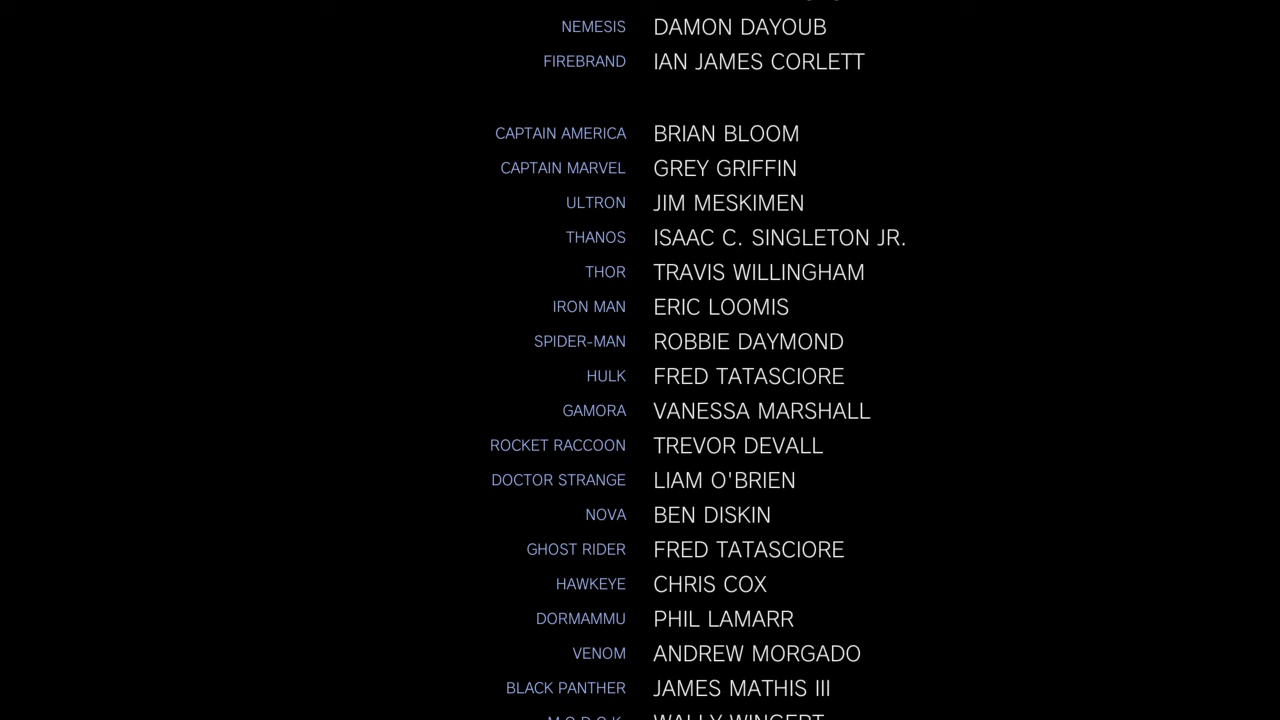 NEMESIS DAMON DAYOUB
FIREBRAND IAN JAMES CORLETT
CAPTAIN AMERICA BRIAN BLOOM
CAPTAIN MARVEL GREY GRIFFIN
ULTRON JIM MESKIMEN
THANOS ISAAC C. SINGLETON JR.
THOR TRAVIS WILLINGHAM
IRON MAN ERIC LOOMIS
SPIDER-MAN ROBBIE DAYMOND
HULK FRED TATASCIORE
GAMORA VANESSA MARSHALL
ROCKET RACCOON TREVOR DEVALL
DOCTOR STRANGE LIAM O'BRIEN
NOVA BEN DISKIN
GHOST RIDER FRED TATASCIORE
HAWKEYE CHRIS COX
DORMAMMU PHIL LAMARR
VENOM ANDREW MORGADO
BLACK PANTHER JAMES MATHIS III
M.O.D.O.K. WALLY WINGERT